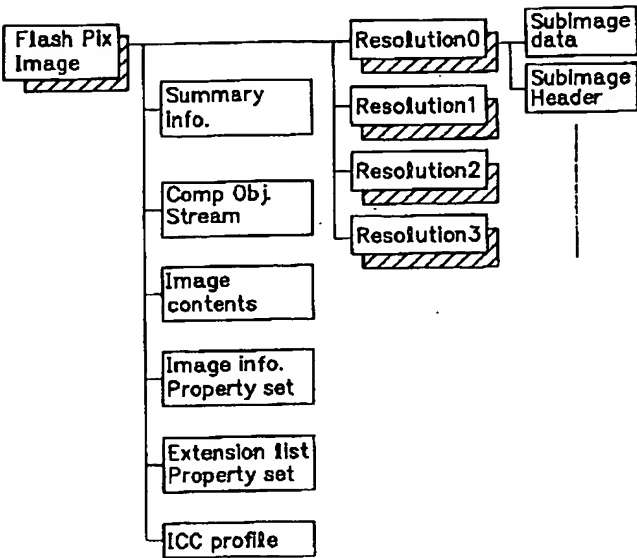 Flash Pix
Image
Resolution0
Subimage
data
Subimage
Header
Summary
info.
Resolution1
Resolution2
Resolution3
Comp Obj.
Stream
Image
contents
Image info.
Property set
Extension list
Property set
ICC profile